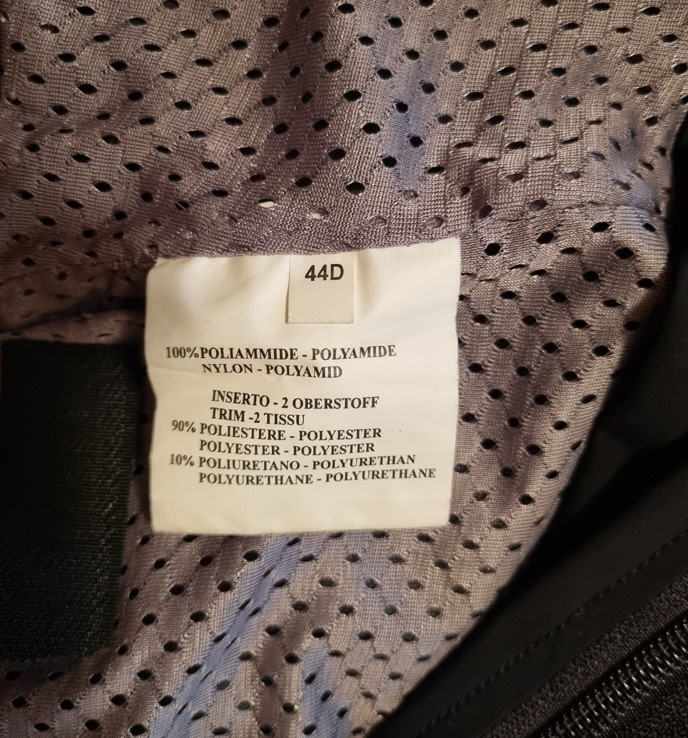 44D
100% POLIAMMIDE - POLYAMIDE
NYLON - POLYAMID
INSERTO - 2 OBERSTOFF
TRIM -2 TISSU
90% POLIESTERE - POLYESTER
POLYESTER - POLYESTER
10% POLIURETANO - POLYURETHAN
POLYURETHANE - POLYURETHANE